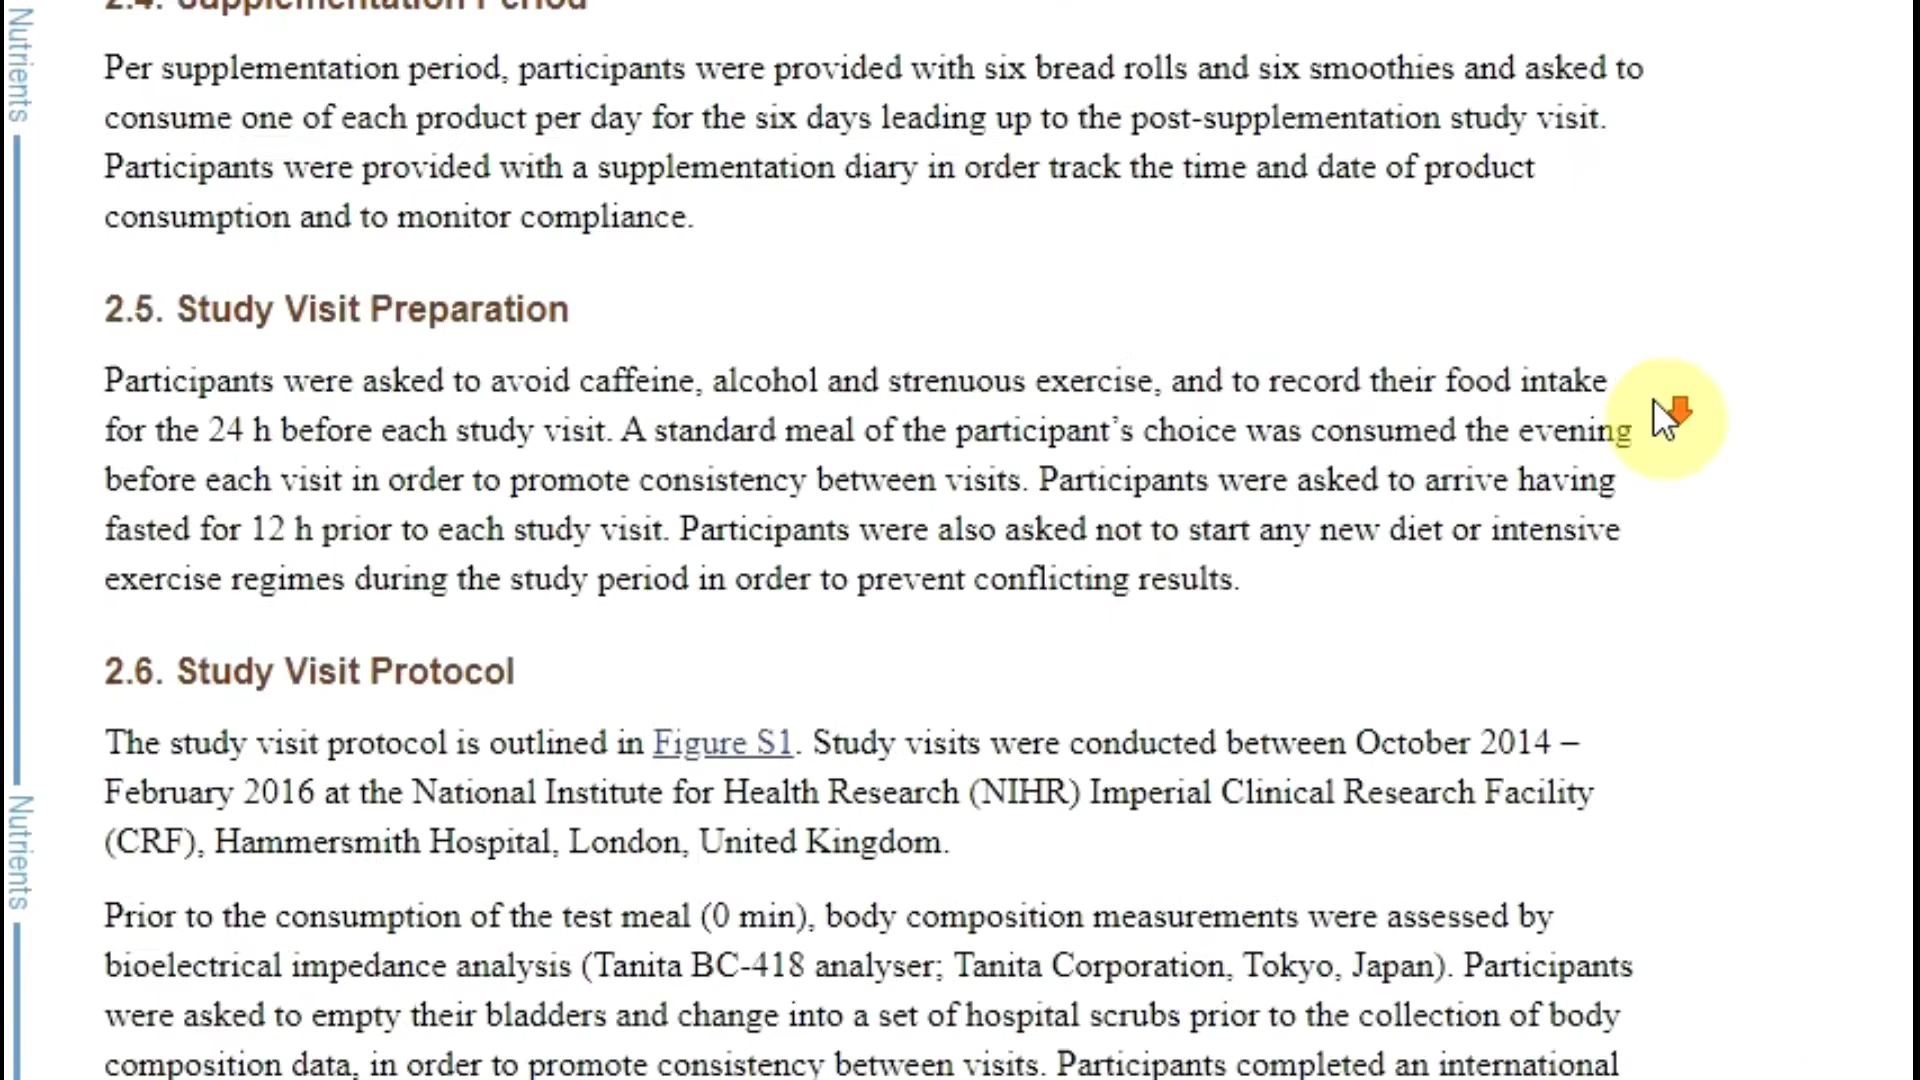 2.4. Supplementation Period
Per supplementation period, participants were provided with six bread rolls and six smoothies and asked to
consume one of each product per day for the six days leading up to the post-supplementation study visit.
Participants were provided with a supplementation diary in order track the time and date of product
consumption and to monitor compliance.
2.5. Study Visit Preparation
Participants were asked to avoid caffeine, alcohol and strenuous exercise, and to record their food intake
for the 24 h before each study visit. A standard meal of the participant’s choice was consumed the evening
before each visit in order to promote consistency between visits. Participants were asked to arrive having
fasted for 12 h prior to each study visit. Participants were also asked not to start any new diet or intensive
exercise regimes during the study period in order to prevent conflicting results.
2.6. Study Visit Protocol
The study visit protocol is outlined in Figure S1. Study visits were conducted between October 2014 –
February 2016 at the National Institute for Health Research (NIHR) Imperial Clinical Research Facility
(CRF), Hammersmith Hospital, London, United Kingdom.
Prior to the consumption of the test meal (0 min), body composition measurements were assessed by
bioelectrical impedance analysis (Tanita BC-418 analyser; Tanita Corporation, Tokyo, Japan). Participants
were asked to empty their bladders and change into a set of hospital scrubs prior to the collection of body
composition data, in order to promote consistency between visits. Participants completed an international
Nutrients
Nutrients